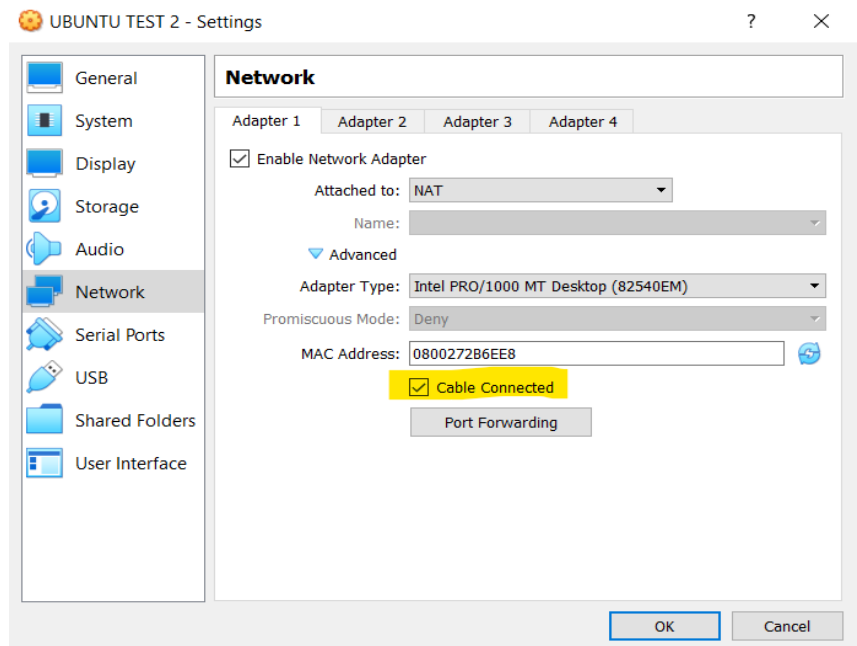 UBUNTU TEST 2 - Settings ?
General
System
Display
Storage
Audio
Network
Serial Ports
USB
Shared Folders
User Interface
Network
Adapter 1 Adapter 2 Adapter 3 Adapter 4
Enable Network Adapter
Attached to: NAT
Name:
Advanced
Adapter Type: Intel PRO/1000 MT Desktop (82540EM)
Promiscuous Mode: Deny
MAC Address: 0800272B6EE8
Cable Connected
Port Forwarding
OK Cancel